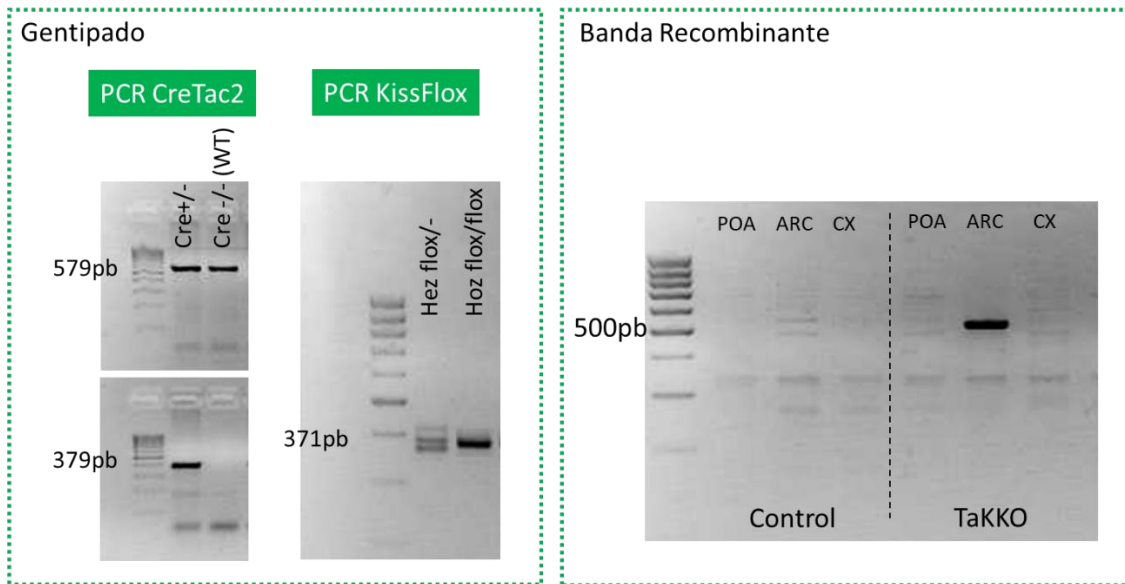 Gentipado
PCR CreTac2
PCR KissFlox
Cre+/-
Cre -/- (WT)
579pb
379pb
Hez flox/-
Hoz flox/flox
371pb
Banda Recombinante
POA ARC CX POA ARC CX
500pb
Control TaKKO